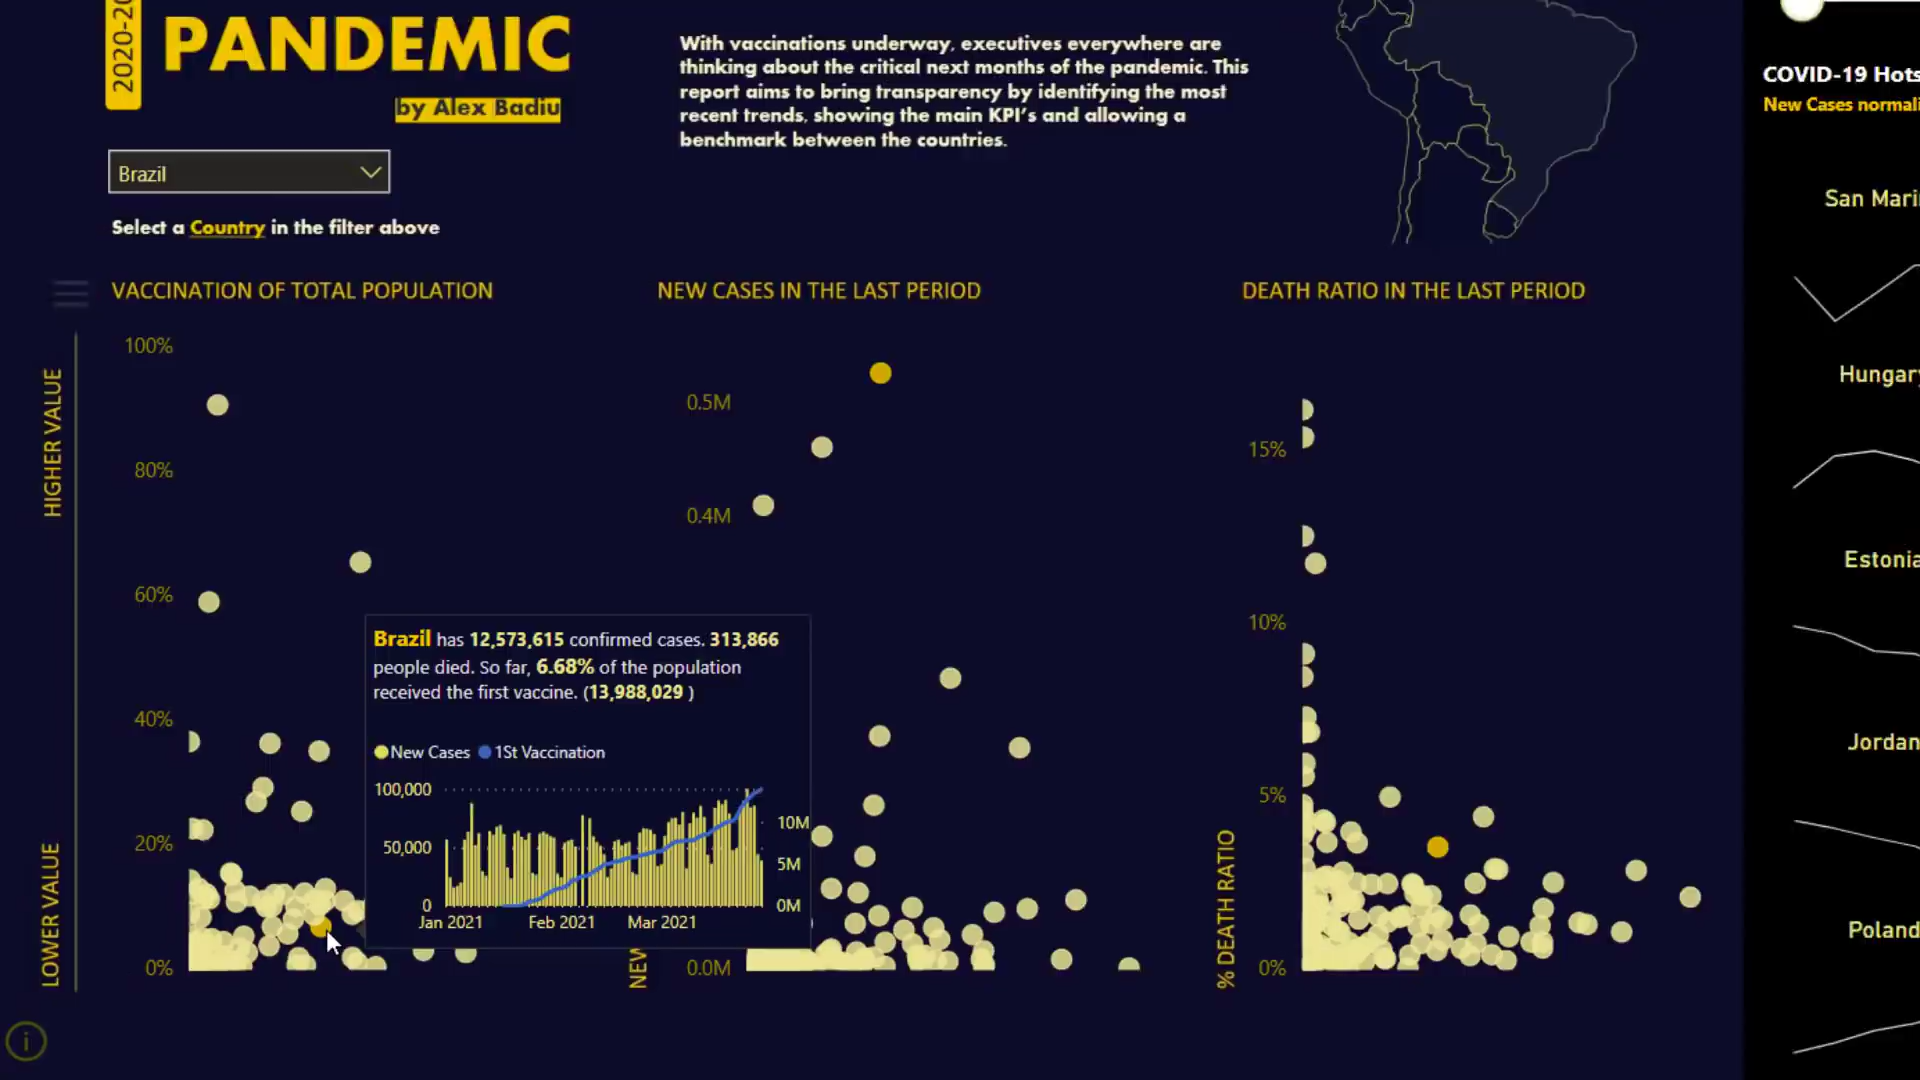 2020-20
PANDEMIC
by Alex Badiu
With vaccinations underway, executives everywhere are
thinking about the critical next months of the pandemic. This
report aims to bring transparency by identifying the most
recent trends, showing the main KPI's and allowing a
benchmark between the countries.
Brazil
Select a Country in the filter above
VACCINATION OF TOTAL POPULATION
HIGHER VALUE
LOWER VALUE
100%
80%
60%
40%
20%
0%
NEW CASES IN THE LAST PERIOD
0.5M
0.4M
0.0M
NEW
Brazil has 12,573,615 confirmed cases. 313,866
people died. So far, 6.68% of the population
received the first vaccine. (13,988,029 )
New Cases 1St Vaccination
100,000
50,000
0
10M
5M
0M
Jan 2021 Feb 2021 Mar 2021
DEATH RATIO IN THE LAST PERIOD
15%
10%
5%
0%
% DEATH RATIO
COVID-19 Hots
New Cases normali
San Mari
Hungary
Estonia
Jordan
Poland
i